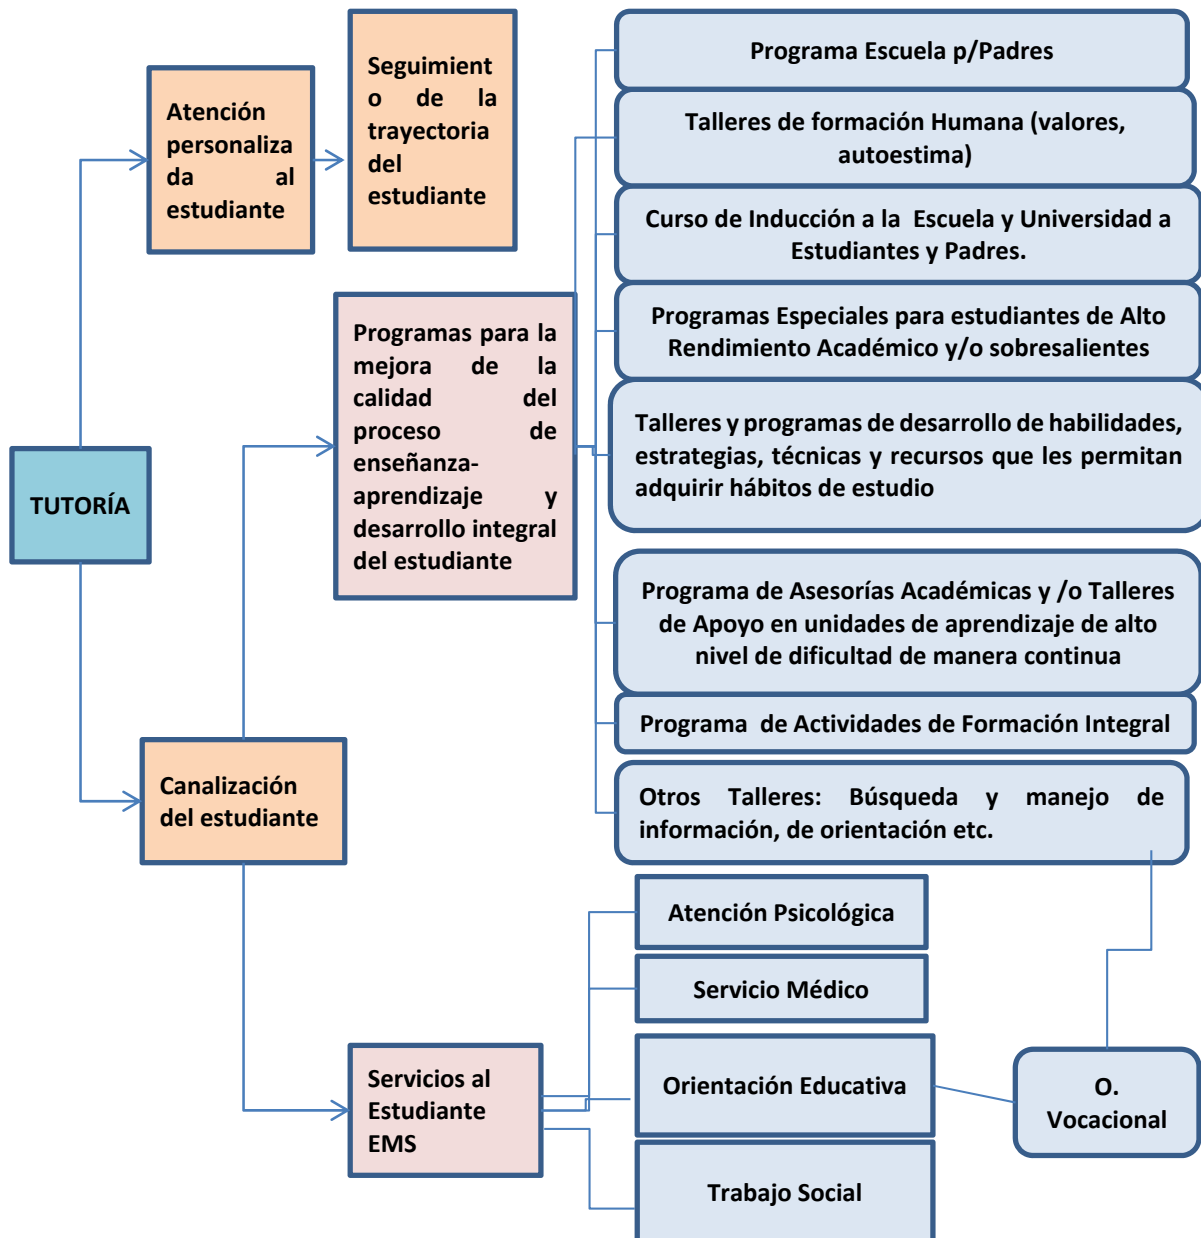 Programa Escuela p/Padres
Seguimient
o de la
trayectoria
del
estudiante
Atención
personaliza
da al
estudiante
Talleres de formación Humana (valores,
autoestima)
Curso de Inducción a la Escuela y Universidad a
Estudiantes y Padres.
Programas Especiales para estudiantes de Alto
Rendimiento Académico y/o sobresalientes
Programas para la
mejora de la
calidad del
proceso de
enseñanza-
aprendizaje y
desarrollo integral
del estudiante
Talleres y programas de desarrollo de habilidades,
estrategias, técnicas y recursos que les permitan
adquirir hábitos de estudio
TUTORÍA
Programa de Asesorías Académicas y /o Talleres
de Apoyo en unidades de aprendizaje de alto
nivel de dificultad de manera continua
Programa de Actividades de Formación Integral
Canalización
del estudiante
Otros Talleres: Búsqueda y manejo de
información, de orientación etc.
Atención Psicológica
Servicio Médico
Servicios al
Estudiante
EMS
Orientación Educativa
O.
Vocacional
Trabajo Social